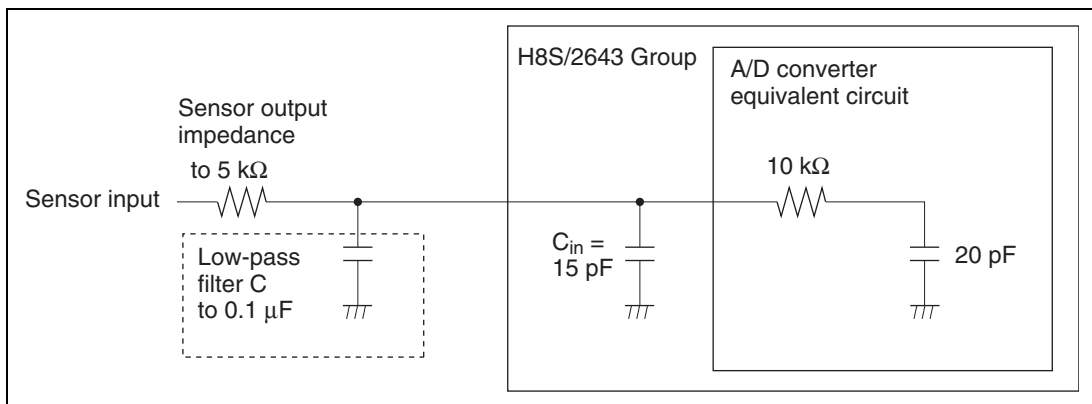 H8S/2643 Group
A/D converter
equivalent circuit
Sensor output
impedance
to 5 kΩ
10 kΩ
Sensor input
Low-pass
filter C
to 0.1 μF
Cin =
15 pF
20 pF